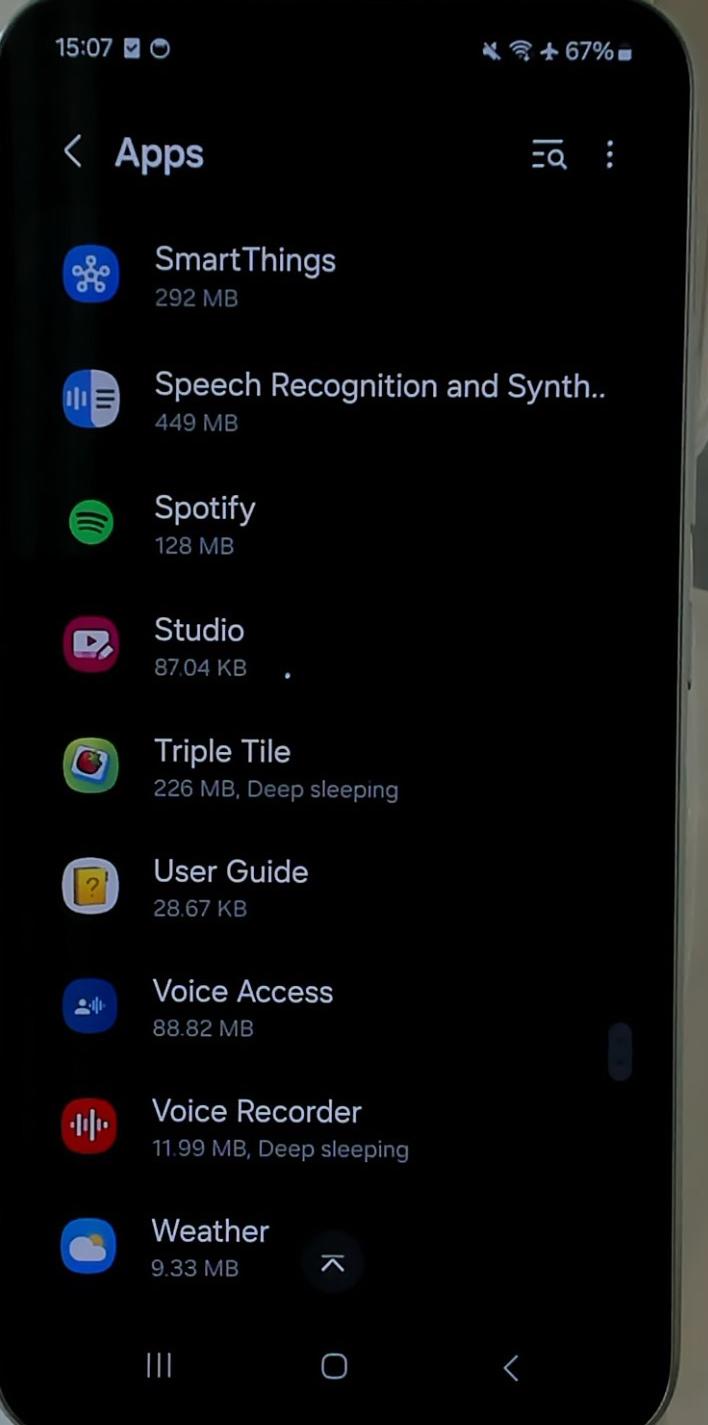 15:07
67%
Apps
SmartThings
292 MB
Speech Recognition and Synth..
449 MB
Spotify
128 MB
Studio
87.04 KB
Triple Tile
226 MB, Deep sleeping
User Guide
28.67 KB
Voice Access
88.82 MB
Voice Recorder
11.99 MB, Deep sleeping
Weather
9.33 MB